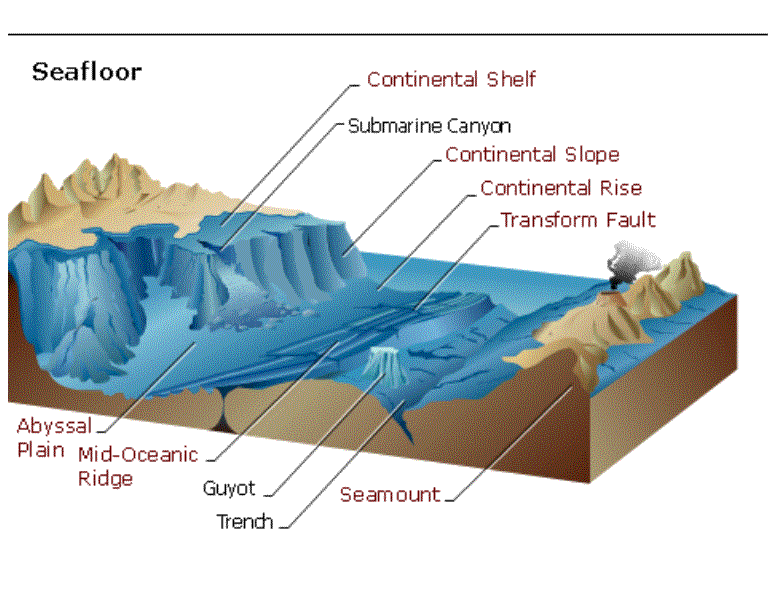 Seafloor
Continental Shelf
Submarine Canyon
Continental Slope
Continental Rise
Transform Fault
Abyssal
Plain
Mid-Oceanic
Ridge
Guyot
Seamount
Trench